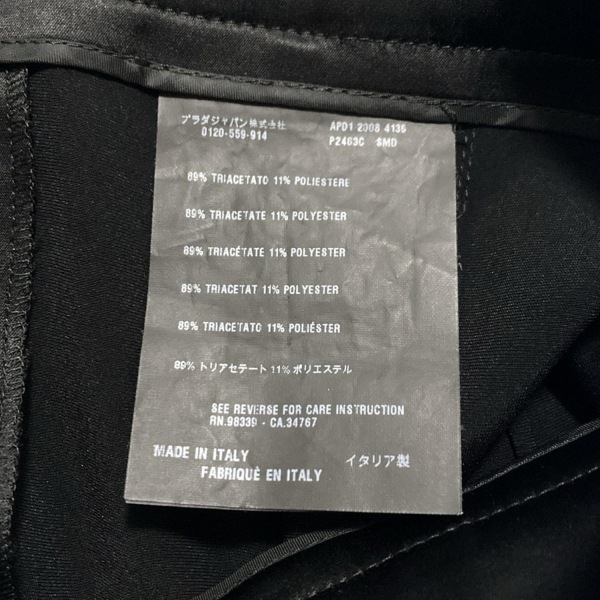 プラダジャパン株式会社
0120-559-914
APD1 2008 4136
P2463C SMD
89% TRIACETATO 11% POLIESTERE
89% TRIACETATE 11% POLYESTER
89% TRIACÉTATE 11% POLYESTER
89% TRIACETAT 11% POLYESTER
89% TRIACETATO 11% POLIÉSTER
89% トリアセテート 11% ポリエステル
SEE REVERSE FOR CARE INSTRUCTION
RN.98339 - CA.34767
MADE IN ITALY
FABRIQUÈ EN ITALY
イタリア製